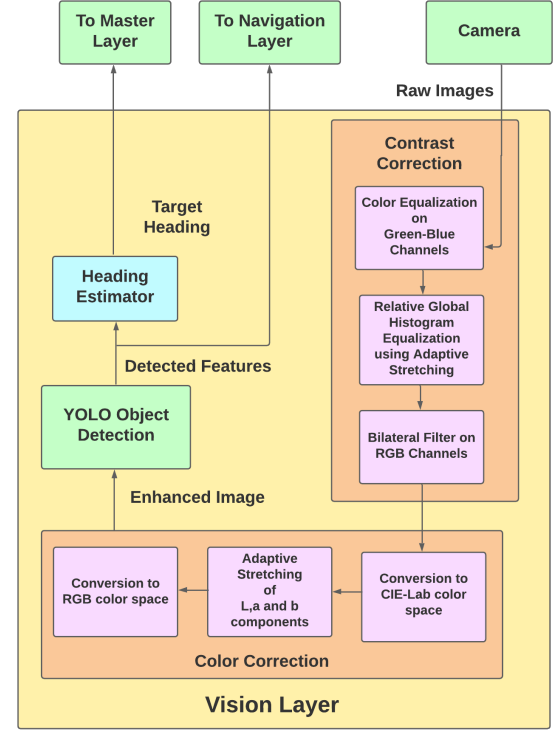 To Master
Layer
To Navigation
Layer
Camera
Raw Images
Contrast
Correction
Color Equalization
on
Green-Blue
Channels
Relative Global
Histogram
Equalization
using Adaptive
Stretching
Bilateral Filter on
RGB Channels
Target
Heading
Heading
Estimator
Detected Features
YOLO Object
Detection
Enhanced Image
Conversion to
RGB color space
Adaptive
Stretching
of
L,a and b
components
Conversion to
CIE-Lab color
space
Color Correction
Vision Layer